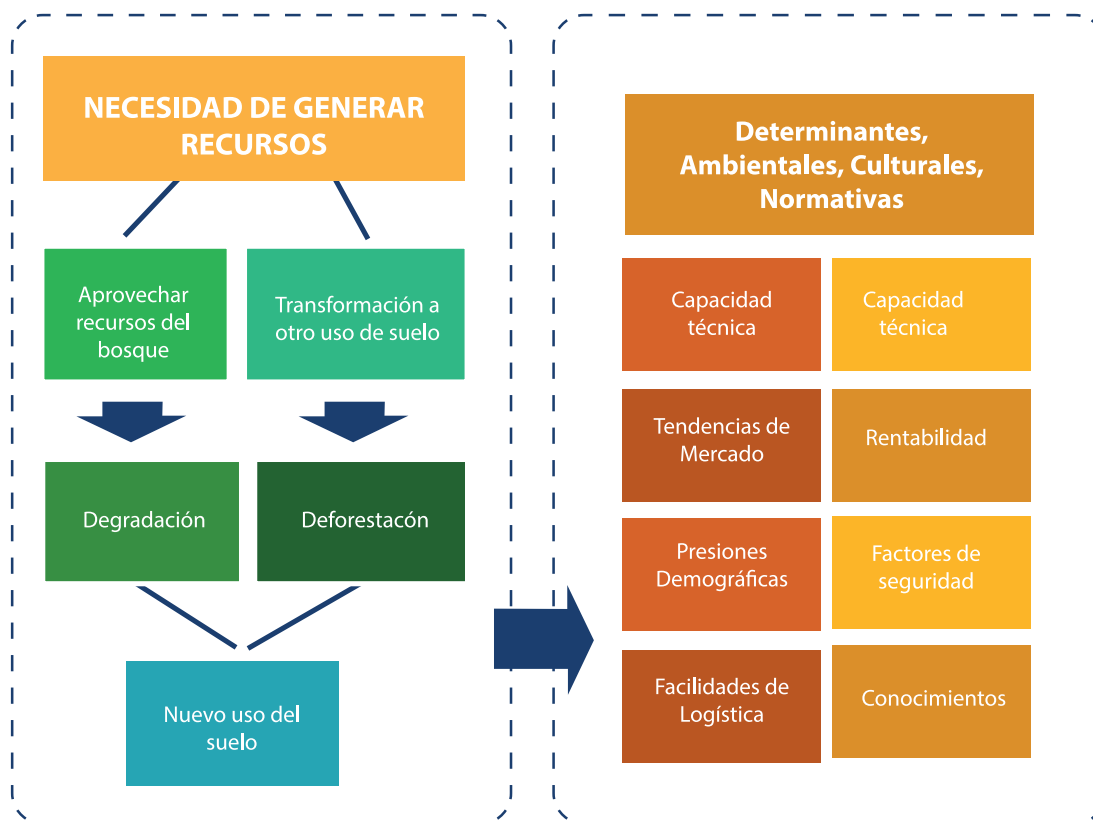 NECESIDAD DE GENERAR
RECURSOS
Aprovechar
recursos del
bosque
Transformación a
otro uso de suelo
Degradación
Deforestacón
Nuevo uso del
suelo
Determinantes,
Ambientales, Culturales,
Normativas
Capacidad
técnica
Capacidad
técnica
Tendencias de
Mercado
Rentabilidad
Presiones
Demográficas
Factores de
seguridad
Facilidades de
Logística
Conocimientos